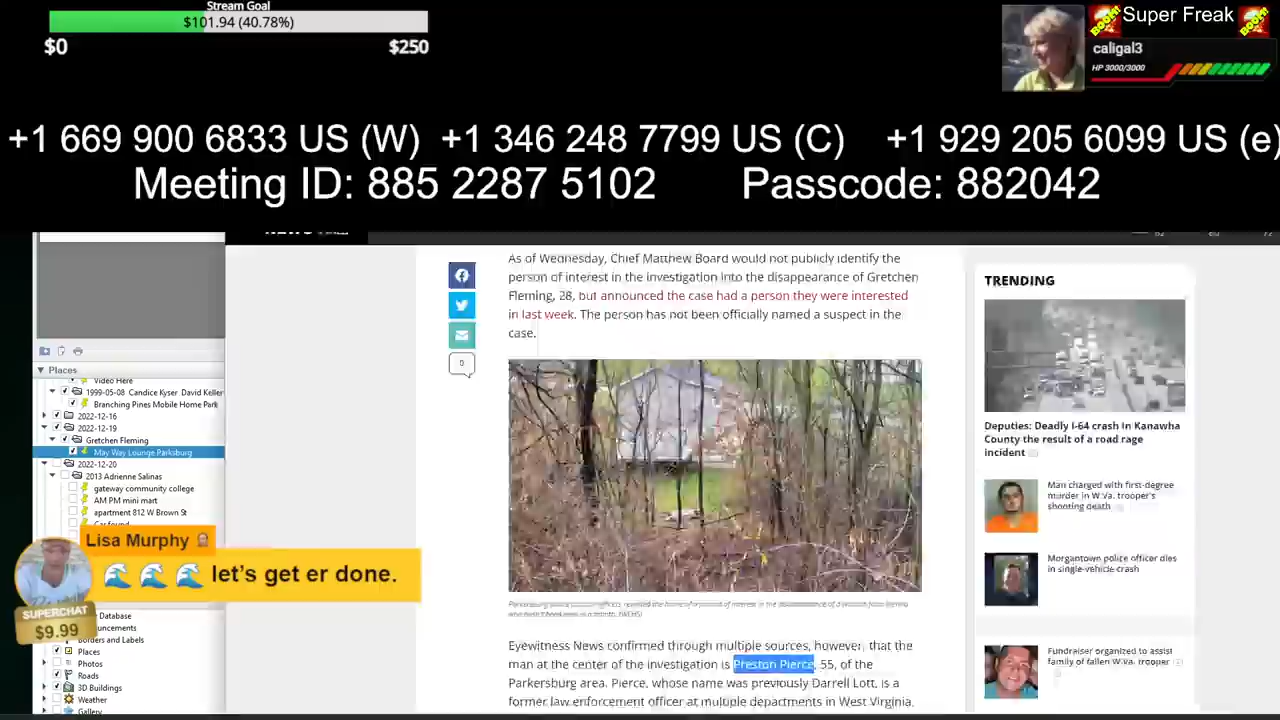 Stream Goal
$101.94 (40.78%)
$0
$250
Super Freak
caligal3
HP 3000/3000
+1 669 900 6833 US (W) +1 346 248 7799 US (C) +1 929 205 6099 US (e)
Meeting ID: 885 2287 5102 Passcode: 882042
Places
Video Here
1999-05-08 Candice Kyser David Keller
Branching Pines Mobile Home Park
2022-12-16
2022-12-19
Gretchen Fleming
May Way Lounge Parksburg
2022-12-20
2013 Adrienne Salinas
gateway community college
AM PM mini mart
apartment 812 W Brown St
Car found
Lisa Murphy
🌊 🌊 🌊 let's get er done.
SUPERCHAT
$9.99
Database
Borders and Labels
Places
Photos
Roads
3D Buildings
Weather
Gallery
As of Wednesday, Chief Matthew Board would not publicly identify the
person of interest in the investigation into the disappearance of Gretchen
Fleming, 28, but announced the case had a person they were interested
in last week. The person has not been officially named a suspect in the
case.
0
Eyewitness News confirmed through multiple sources, however, that the
man at the center of the investigation is Preston Pierce, 55, of the
Parkersburg area. Pierce, whose name was previously Darrell Lott, is a
former law enforcement officer at multiple departments in West Virginia.
TRENDING
Deputies: Deadly I-64 crash in Kanawha
County the result of a road rage
incident
Man charged with first-degree
murder in W.Va. trooper's
shooting death
Morgantown police officer dies
in single-vehicle crash
Fundraiser organized to assist
family of fallen W.Va. trooper